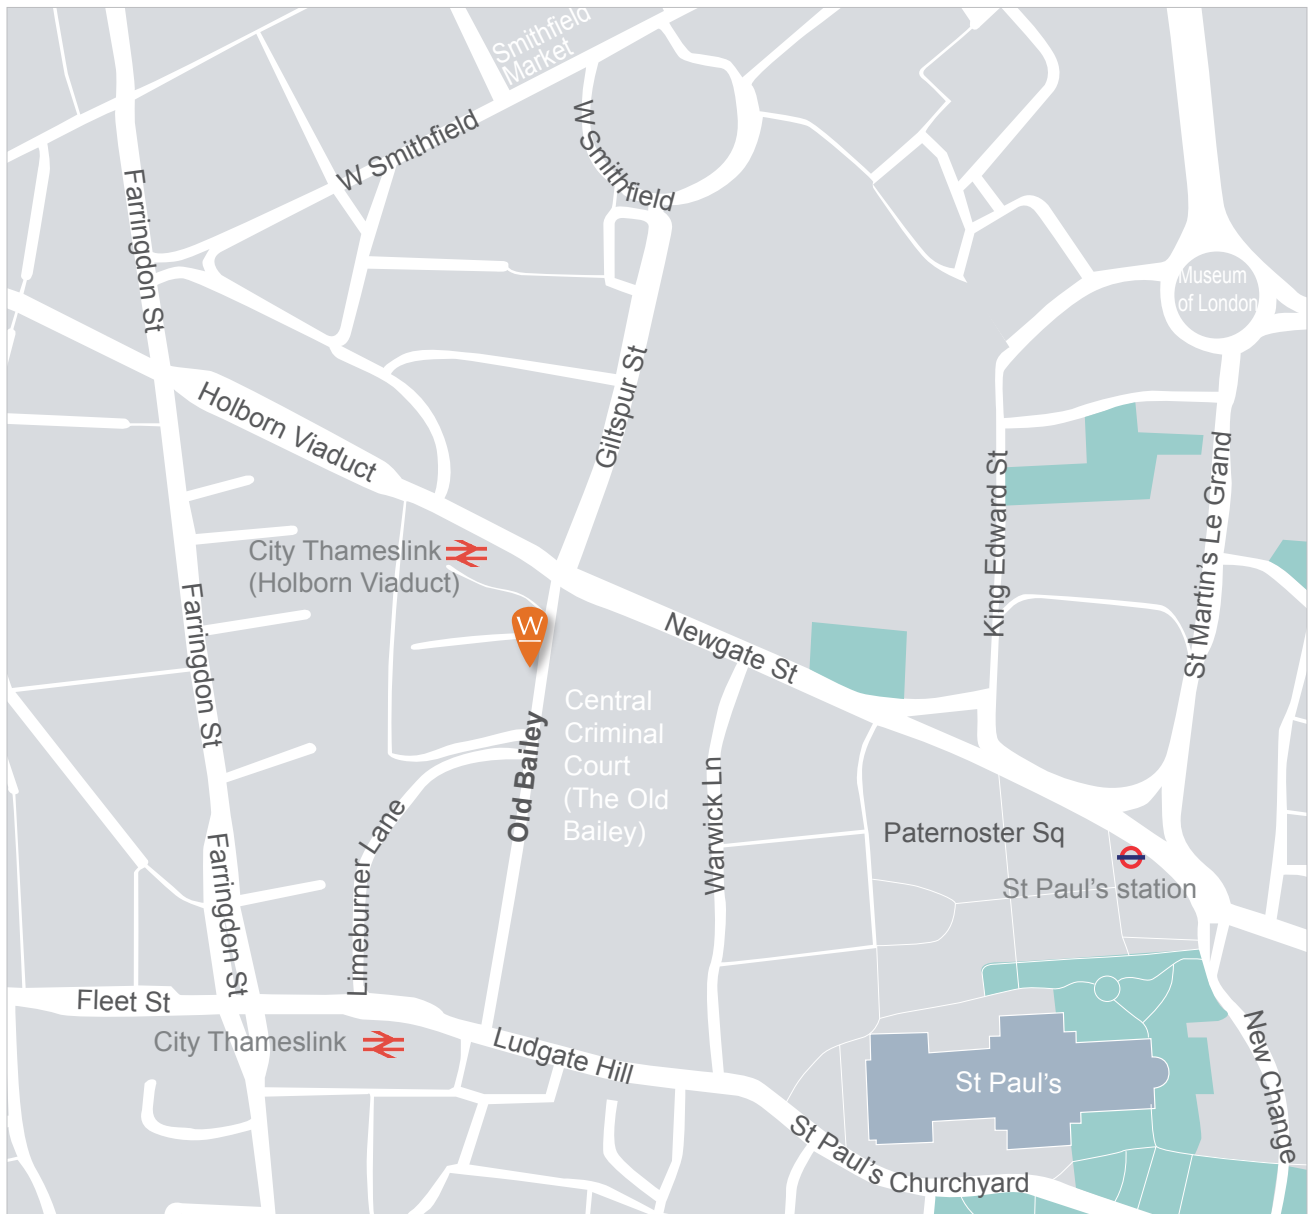 Smithfield
Market
W Smithfield
W Smithfield
Farringdon St
Museum
of London
Holborn Viaduct
Giltspur St
King Edward St
St Martin's Le Grand
City Thameslink
(Holborn Viaduct)
Farringdon St
W
Newgate St
Central
Criminal
Court
(The Old
Bailey)
Old Bailey
Warwick Ln
Limeburner Lane
Farringdon St
Paternoster Sq
St Paul's station
Fleet St
City Thameslink
Ludgate Hill
St Paul's
New Change
St Paul's Churchyard